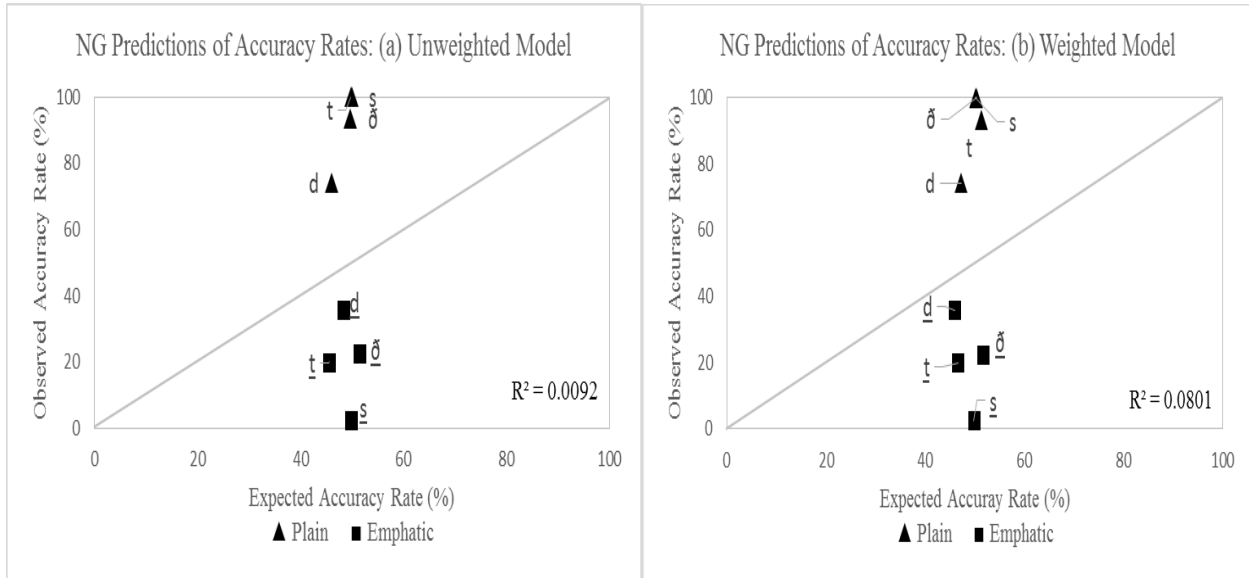 NG Predictions of Accuracy Rates: (a) Unweighted Model
Observed Accuracy Rate (%)
100
80
60
40
20
0
t
s
ð
d
d̲
ð̲
t̲
s̲
R² = 0.0092
0 20 40 60 80 100
Expected Accuracy Rate (%)
Plain Emphatic
NG Predictions of Accuracy Rates: (b) Weighted Model
Observed Accuracy Rate (%)
100
80
60
40
20
0
ð
s
t
d
d̲
ð̲
t̲
s̲
R² = 0.0801
0 20 40 60 80 100
Expected Accuray Rate (%)
Plain Emphatic